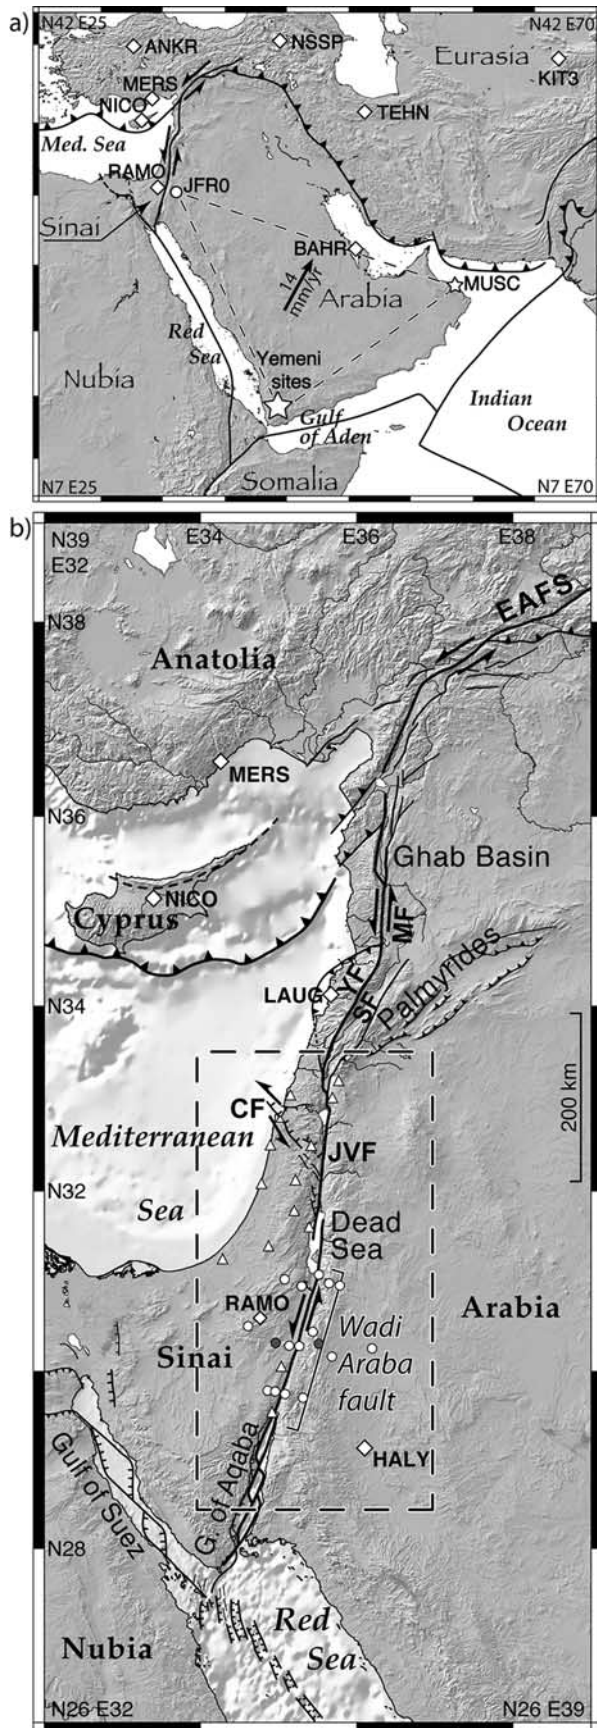 a)
N42 E25
N42 E70
ANKR
NSSP
Eurasia
KIT3
MERS
NICO
TEHN
Med. Sea
RAMO
JFR0
Sinai
BAHR
14
mm/yr
Arabia
MUSC
Red
Sea
Yemeni
sites
Nubia
Gulf
of Aden
Indian
Ocean
Somalia
N7 E25
N7 E70
b)
N39
E32
E34
E36
E38
EAFS
N38
Anatolia
MERS
N36
Ghab Basin
NICO
Cyprus
MF
YF
SF
Palmyrides
LAUG
N34
200 km
CF
Mediterranean
Sea
JVF
N32
Dead
Sea
RAMO
Arabia
Sinai
Wadi
Araba
fault
G. of Aqaba
HALY
Gulf of Suez
N28
Red
Sea
Nubia
N26 E32
N26 E39